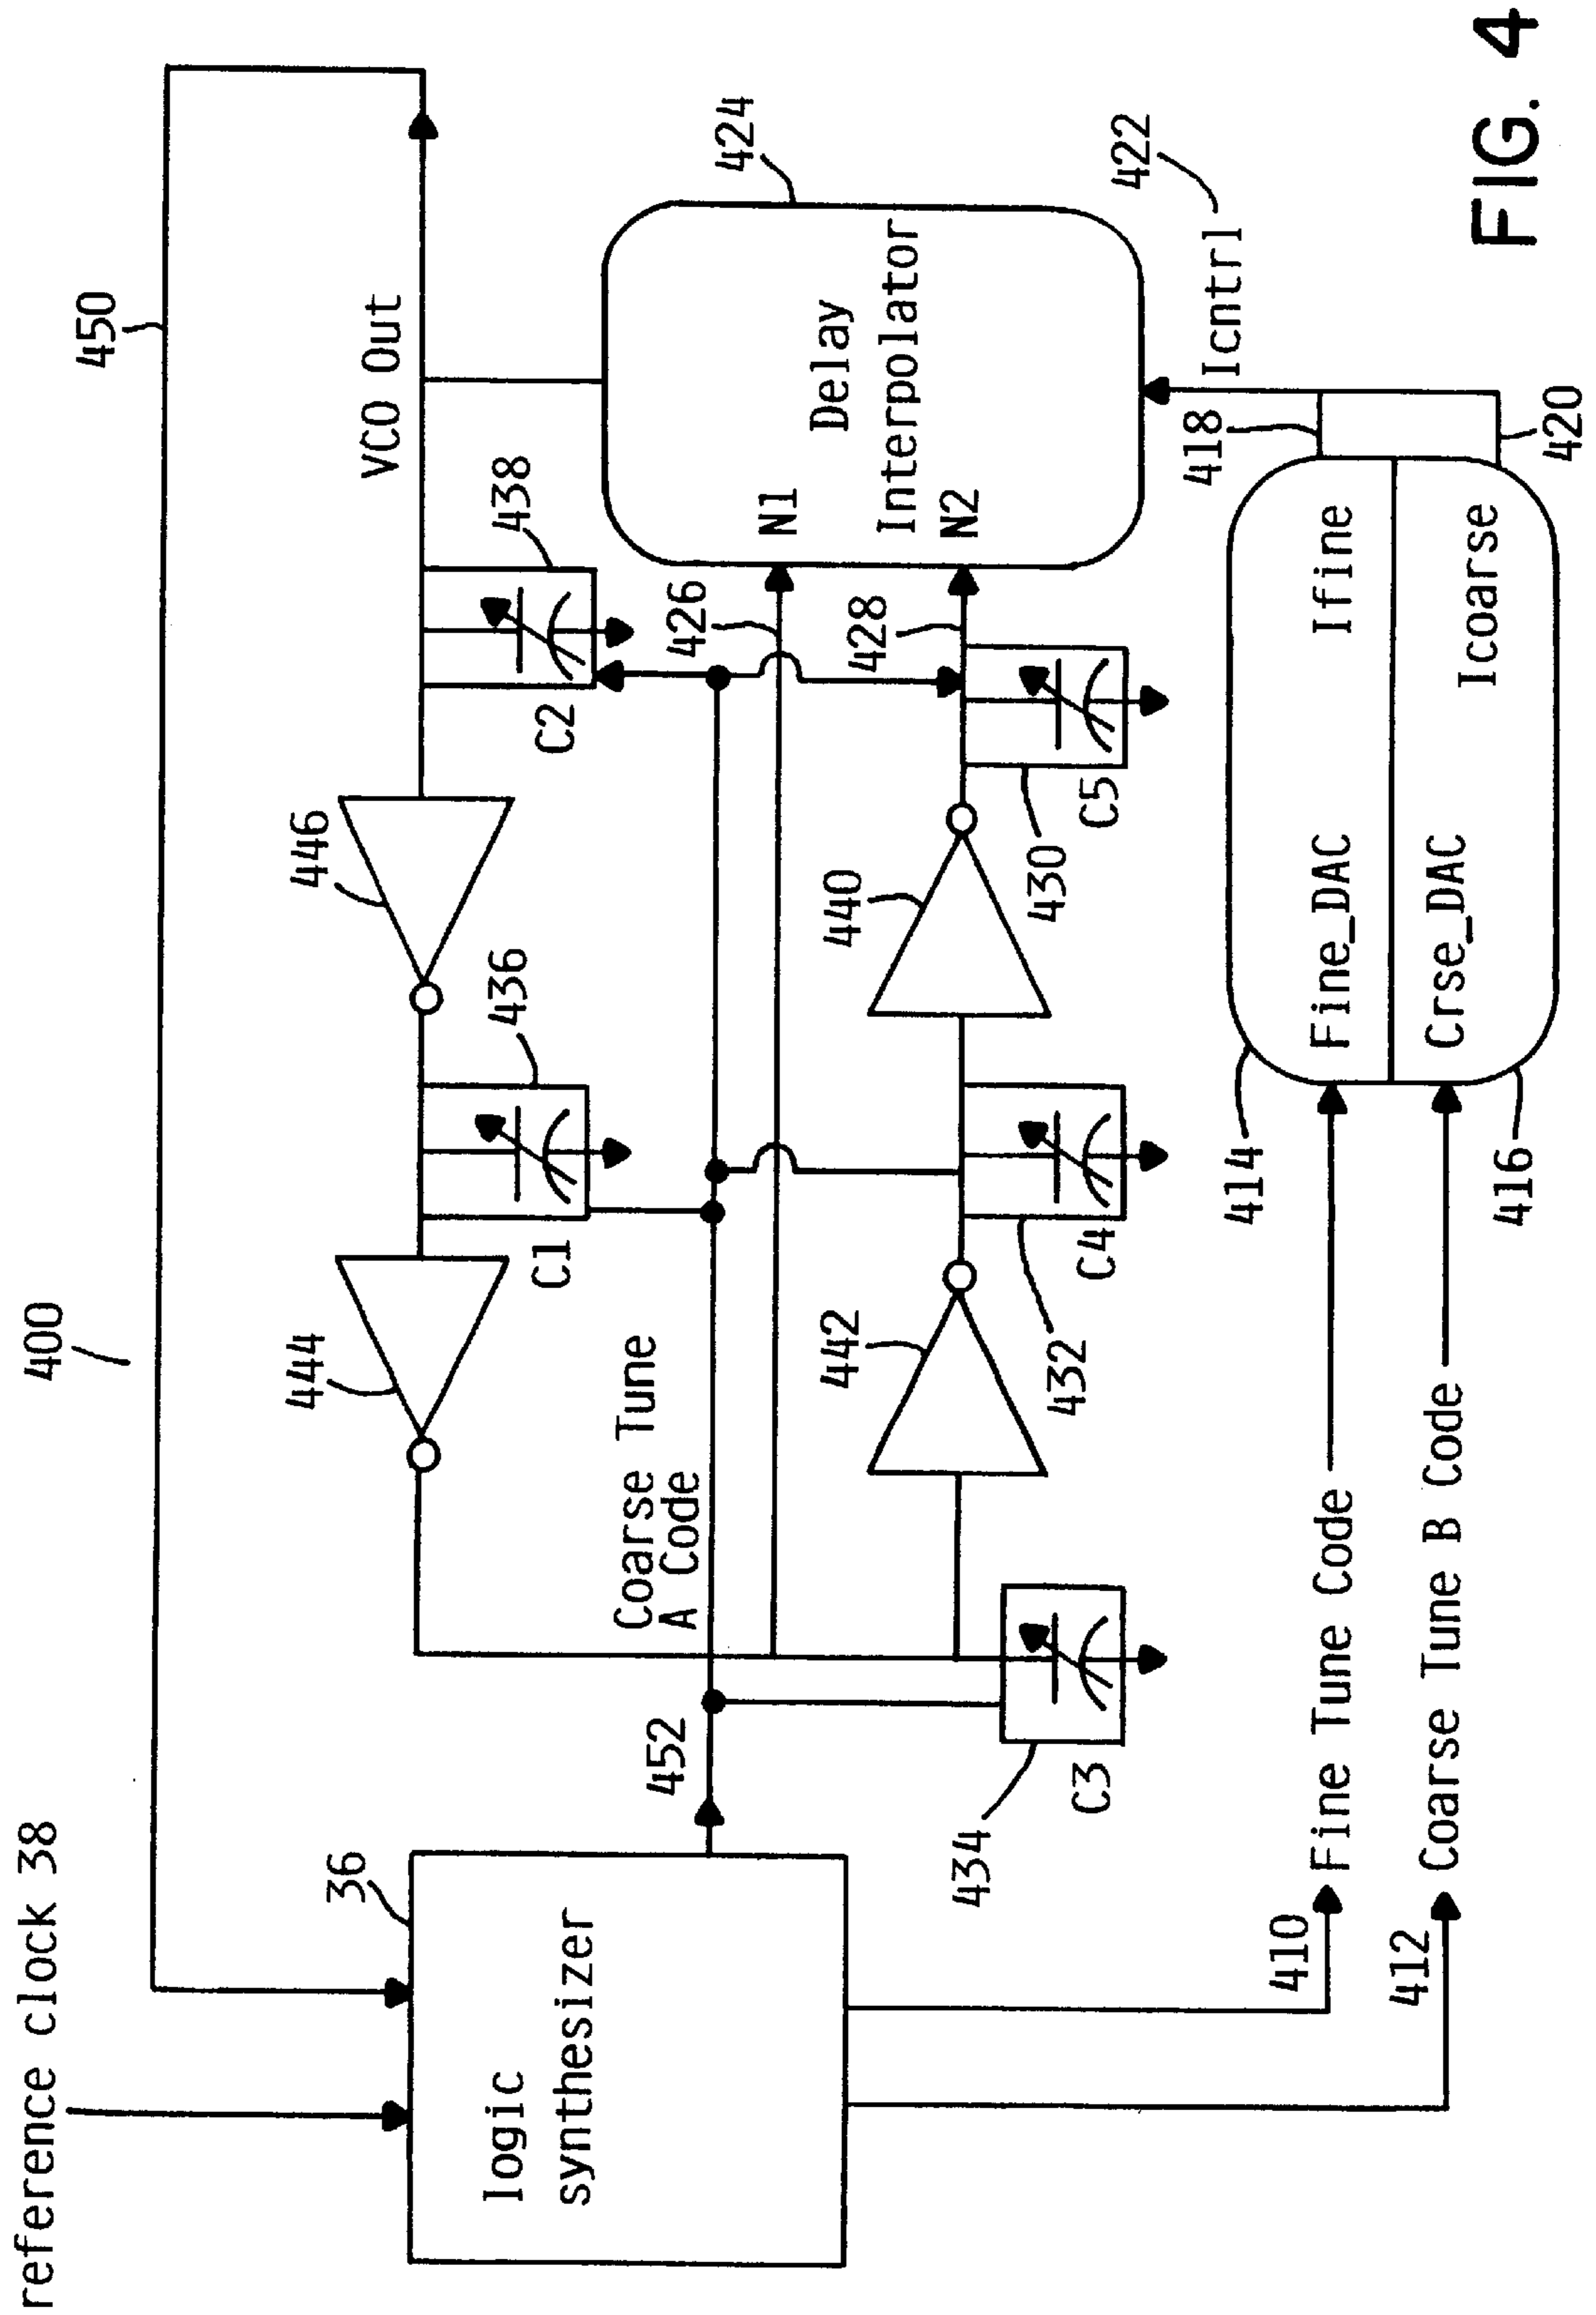 400
450
reference clock 38
36
logic
synthesizer
444
446
VCO Out
436
438
C1
C2
424
Coarse Tune
A Code
452
426
N1
Delay
Interpolator
N2
428
442
440
434
C3
432
C4
430
C5
422
Icntrl
410
Fine Tune Code
414
Fine_DAC
Ifine
418
412
Coarse Tune B Code
416
Crse_DAC
Icoarse
420
FIG. 4